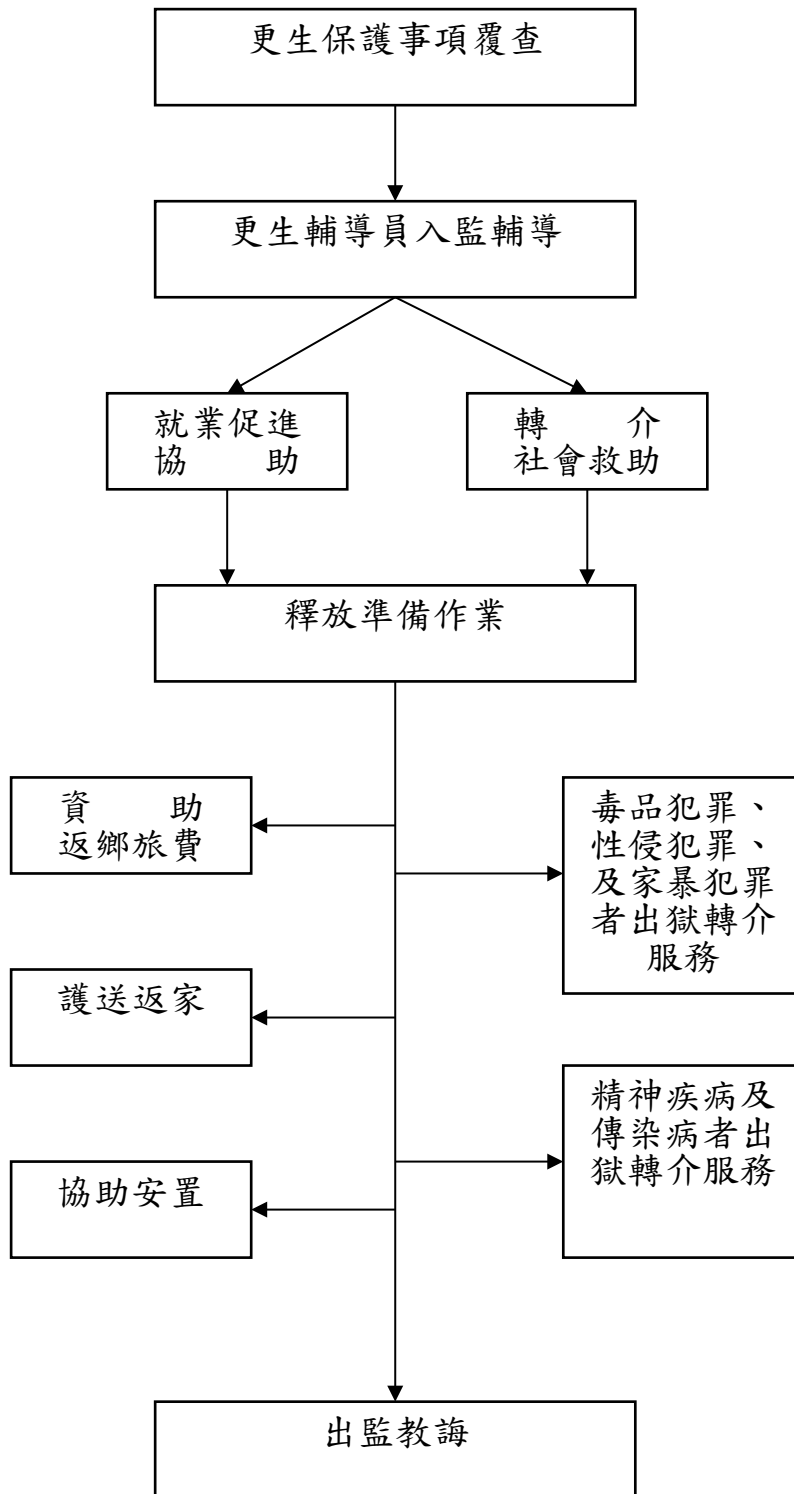 更生保護事項覆查
更生輔導員入監輔導
就業促進
協　　助
轉　　介
社會救助
釋放準備作業
資　　助
返鄉旅費
毒品犯罪、
性侵犯罪、
及家暴犯罪
者出獄轉介
服務
護送返家
精神疾病及
傳染病者出
獄轉介服務
協助安置
出監教誨